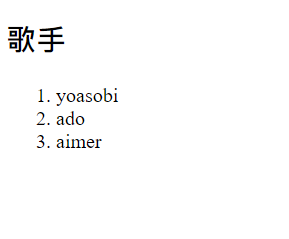 歌手
1. yoasobi
2. ado
3. aimer